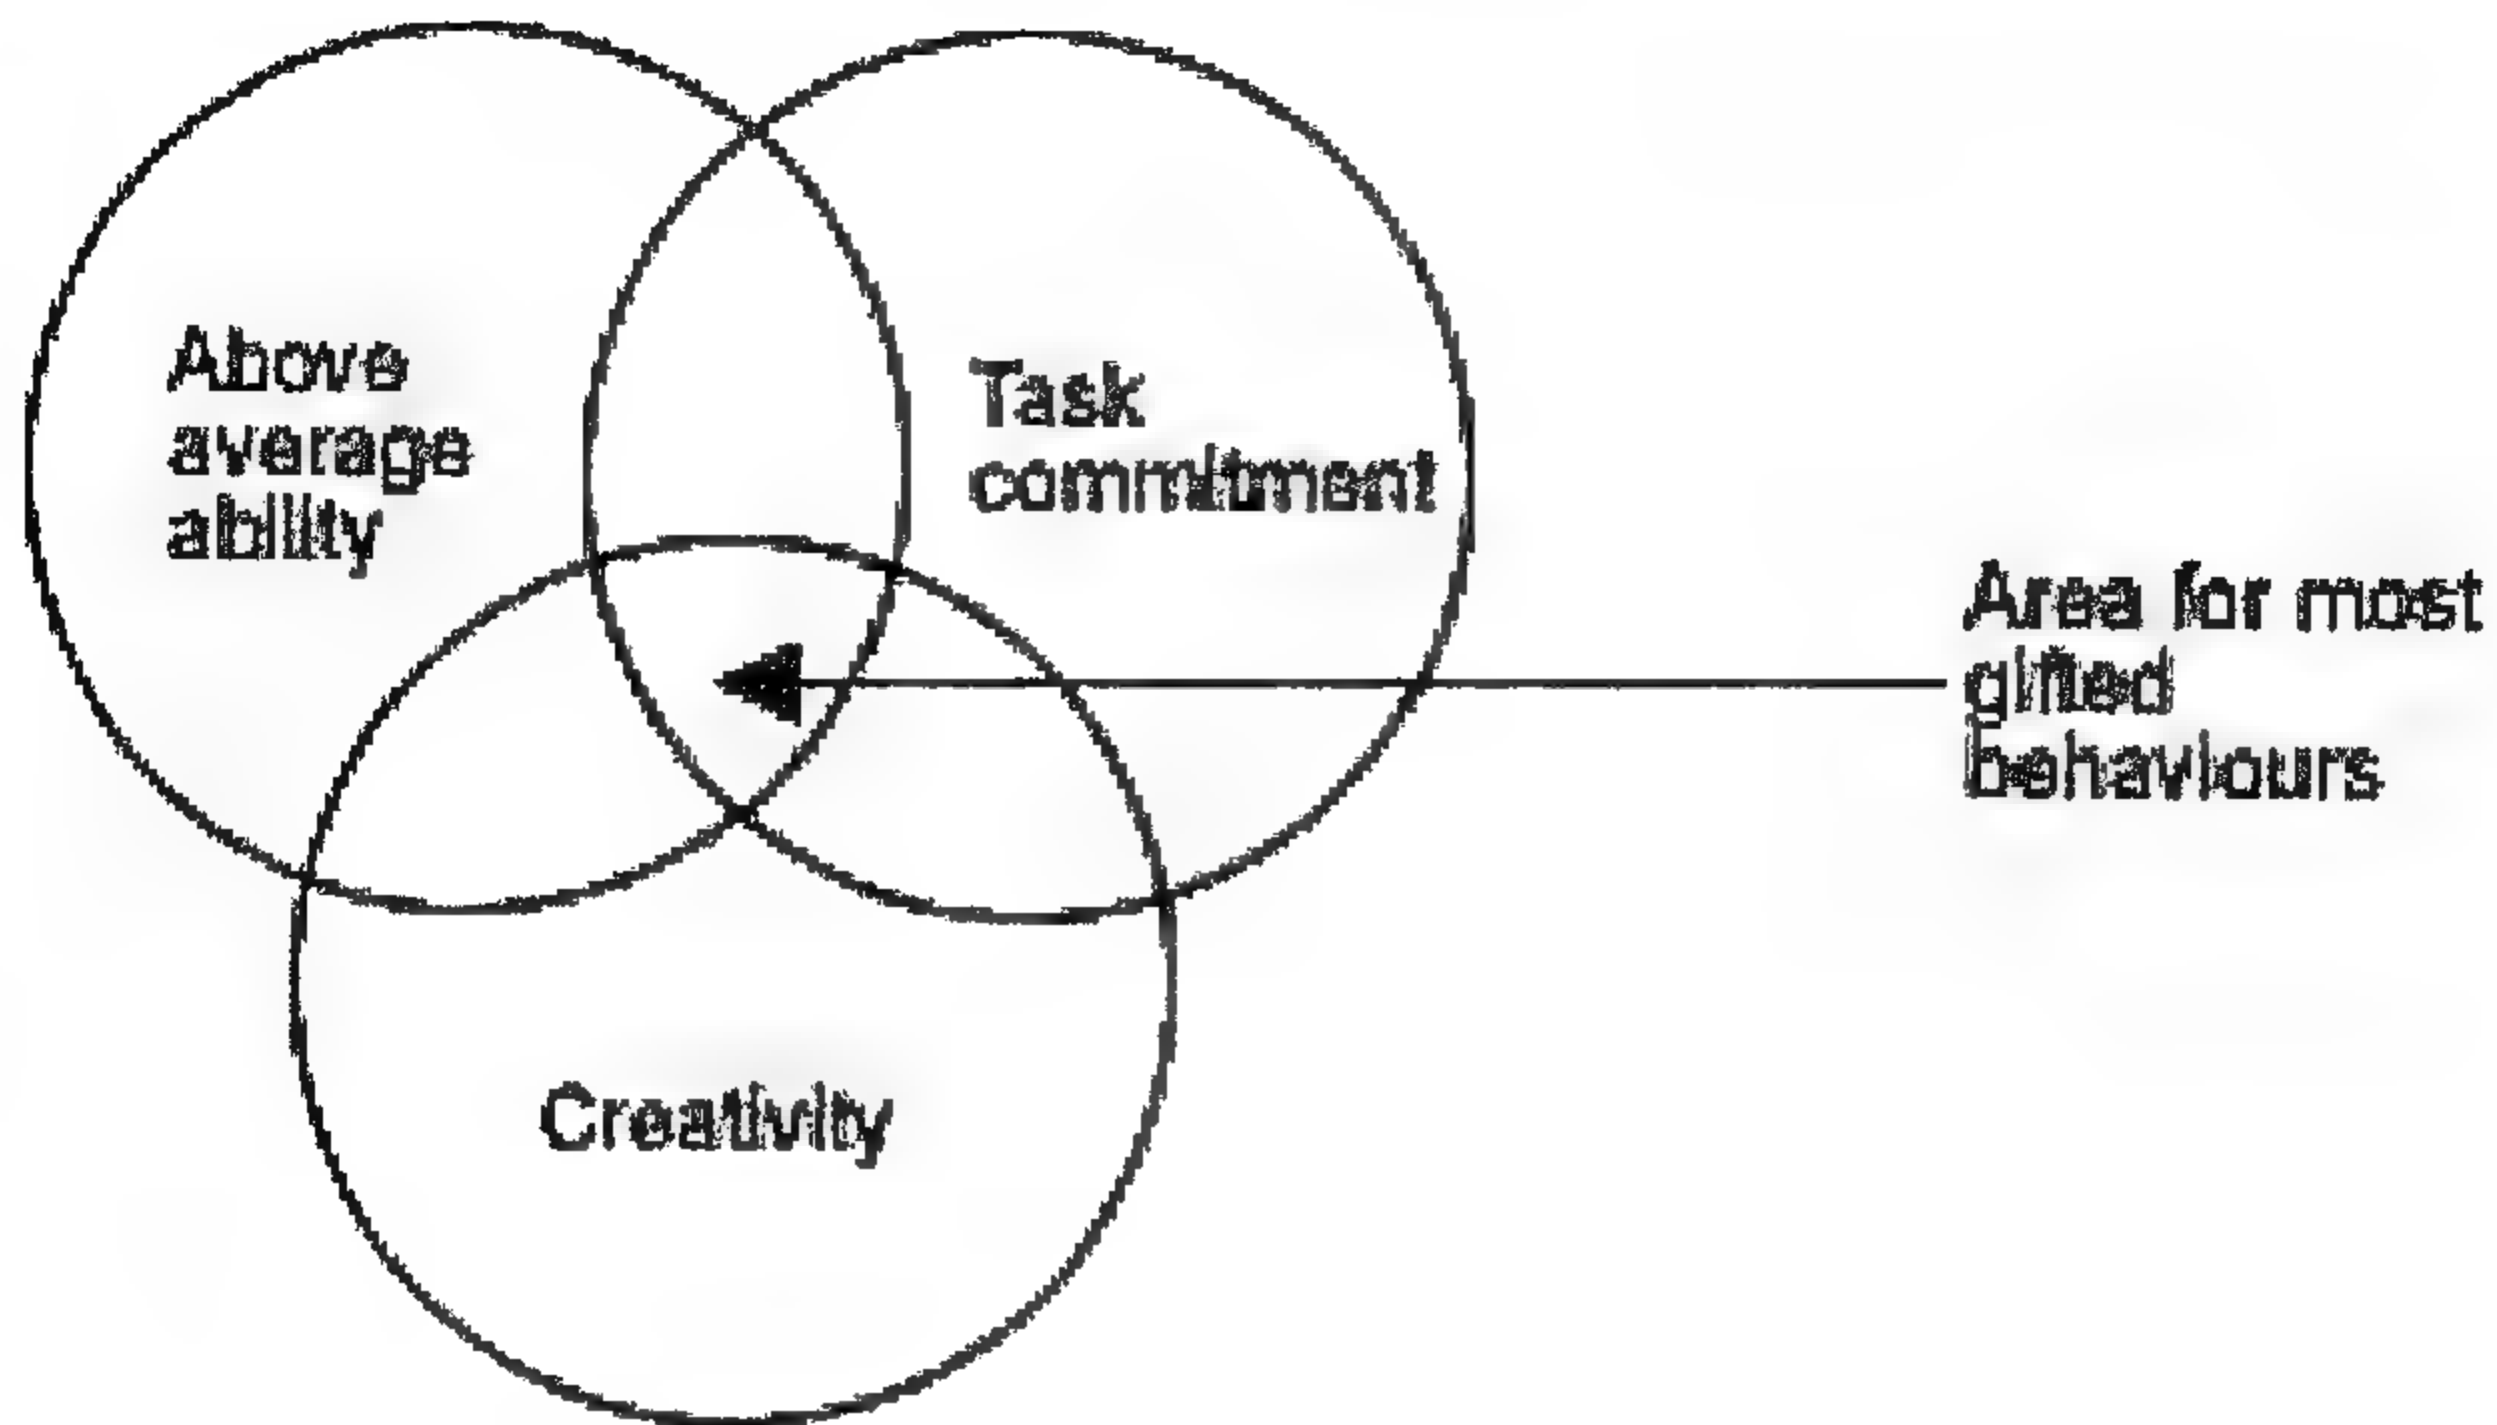 Above
average
ability
Task
commitment
Area for most
gifted
behaviours
Creativity